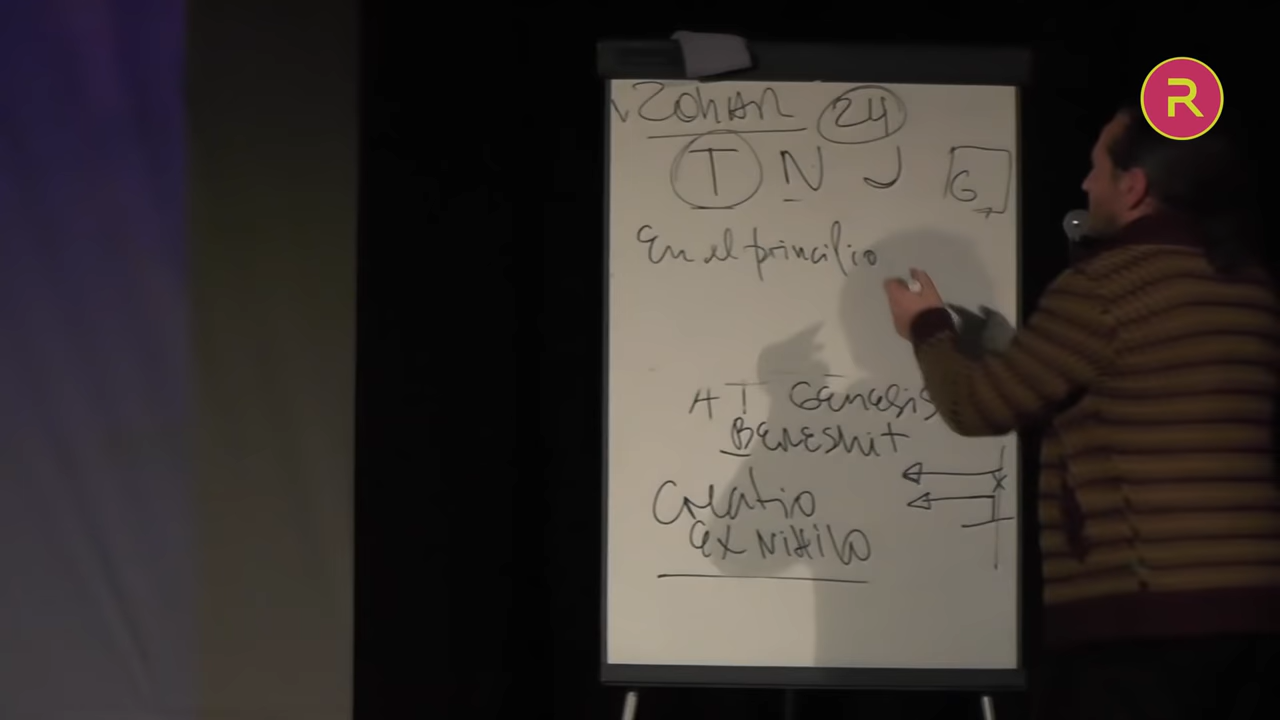 ZOHAR 24
T N J G
En el principio
AT GENESIS
BERESHIT
Creatio
ex NIHILO
R